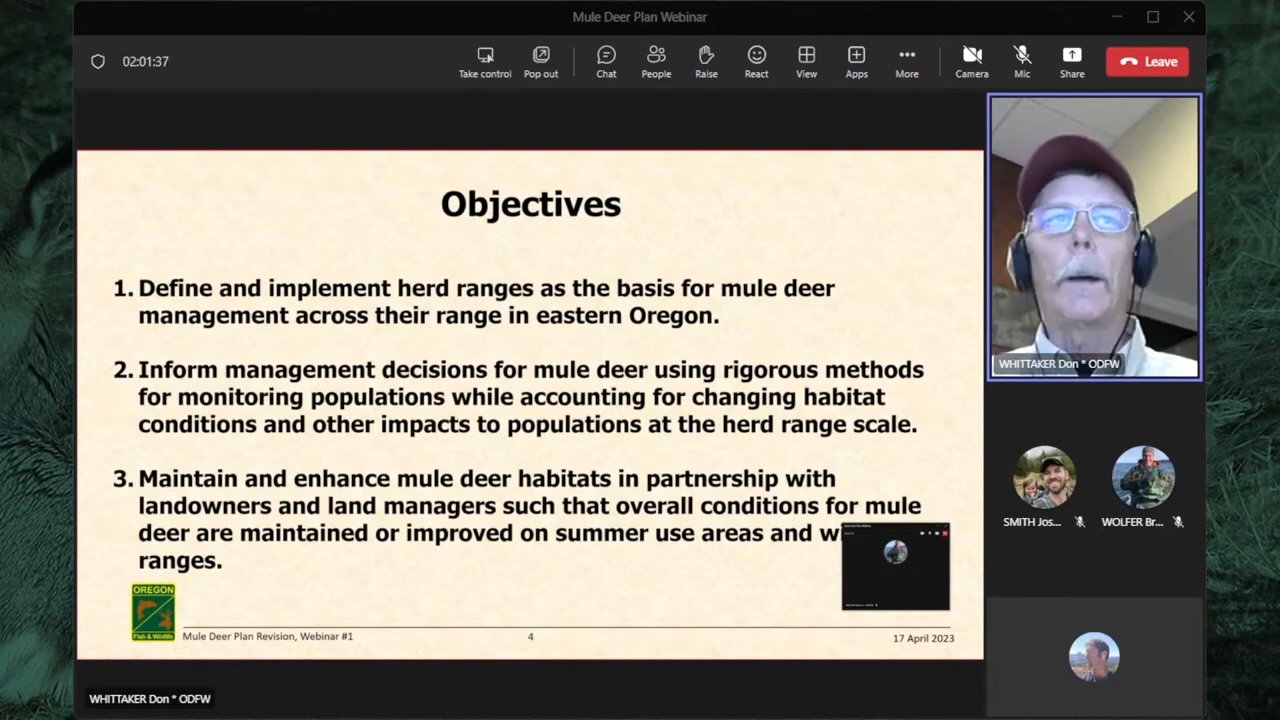 Mule Deer Plan Webinar
02:01:37
Take control
Pop out
Chat
People
Raise
React
View
Apps
More
Camera
Mic
Share
Leave
Objectives
1. Define and implement herd ranges as the basis for mule deer
management across their range in eastern Oregon.
2. Inform management decisions for mule deer using rigorous methods
for monitoring populations while accounting for changing habitat
conditions and other impacts to populations at the herd range scale.
3. Maintain and enhance mule deer habitats in partnership with
landowners and land managers such that overall conditions for mule
deer are maintained or improved on summer use areas and w
ranges.
OREGON
Fish & Wildlife
Mule Deer Plan Revision, Webinar #1
4
17 April 2023
WHITTAKER Don * ODFW
SMITH Jos...
WOLFER Br...
WHITTAKER Don * ODFW